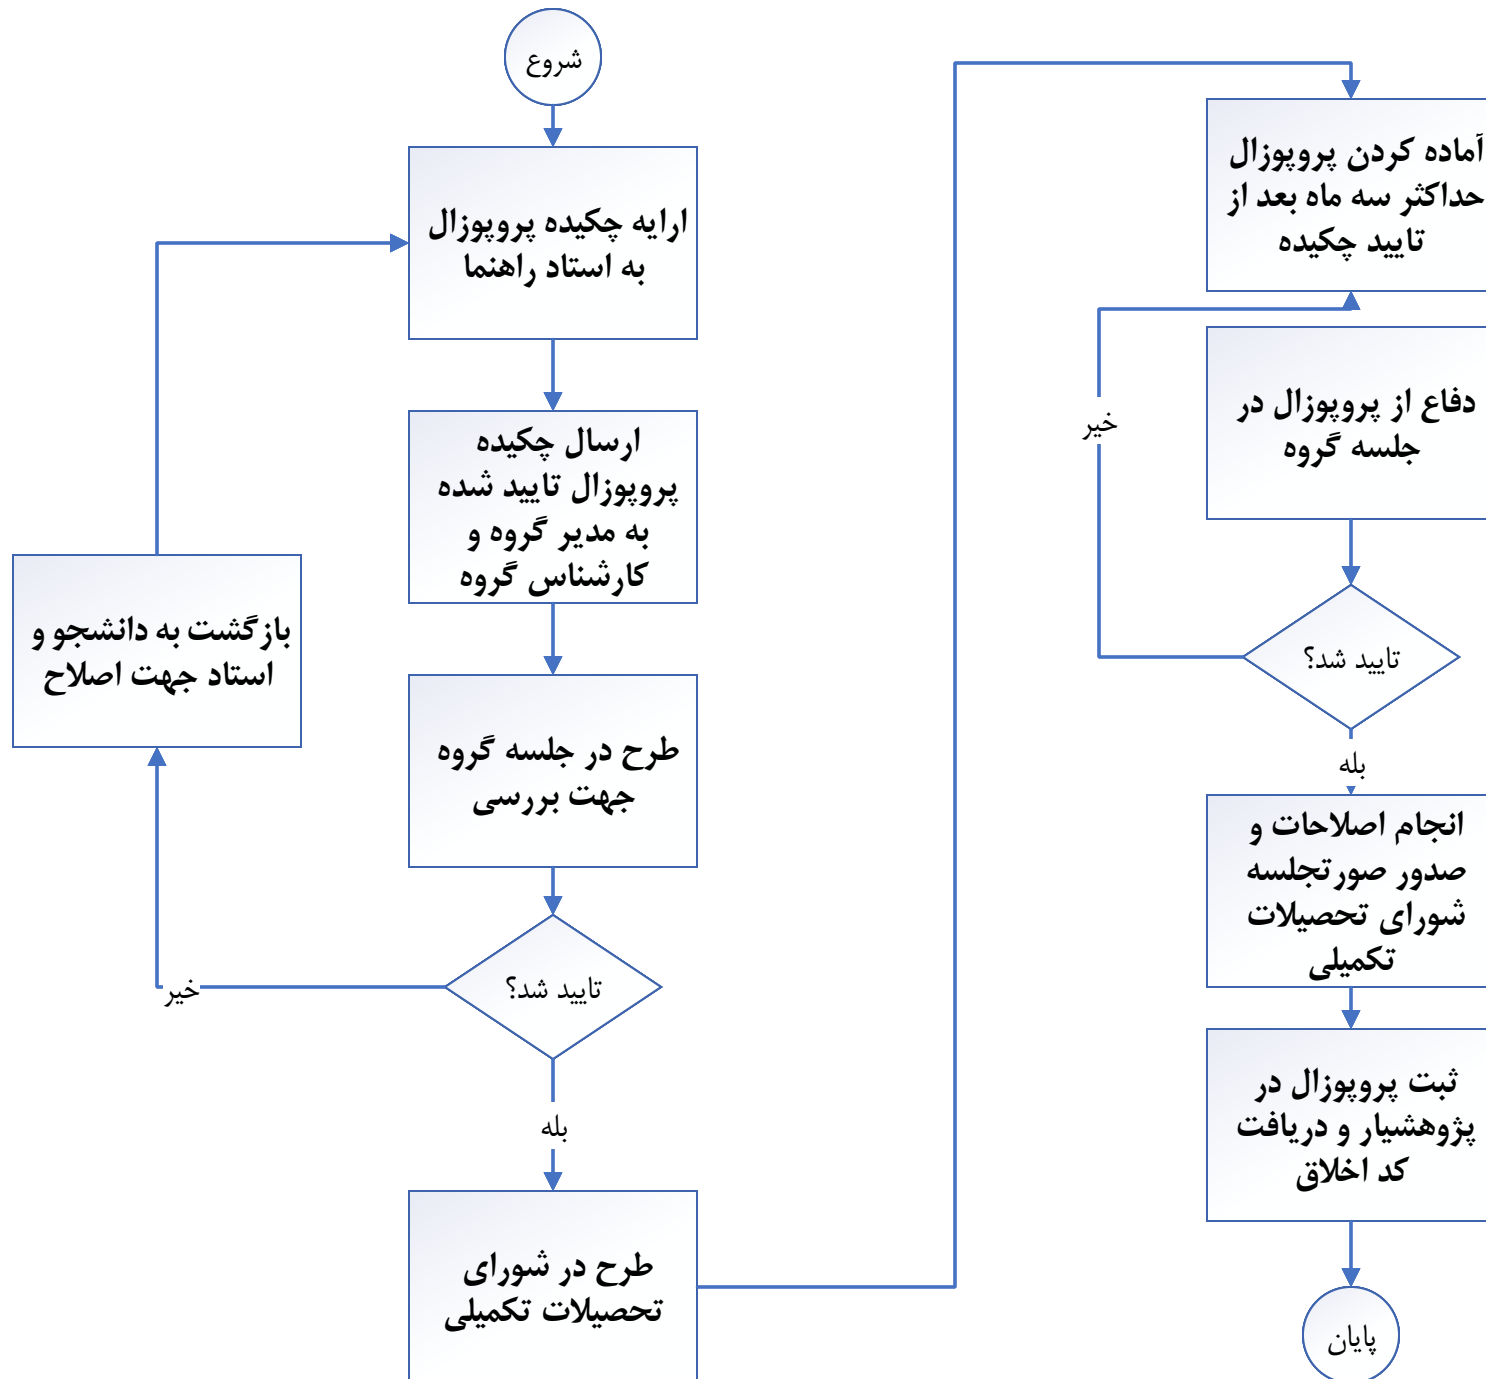 شروع
ارایه چکیده پروپوزال
به استاد راهنما
ارسال چکیده
پروپوزال تایید شده
به مدیر گروه و
کارشناس گروه
طرح در جلسه گروه
جهت بررسی
تایید شد؟
خیر
بازگشت به دانشجو و
استاد جهت اصلاح
بله
طرح در شورای
تحصیلات تکمیلی
آماده کردن پروپوزال
حداکثر سه ماه بعد از
تایید چکیده
دفاع از پروپوزال در
جلسه گروه
تایید شد؟
خیر
بله
انجام اصلاحات و
صدور صورتجلسه
شورای تحصیلات
تکمیلی
ثبت پروپوزال در
پژوهشیار و دریافت
کد اخلاق
پایان